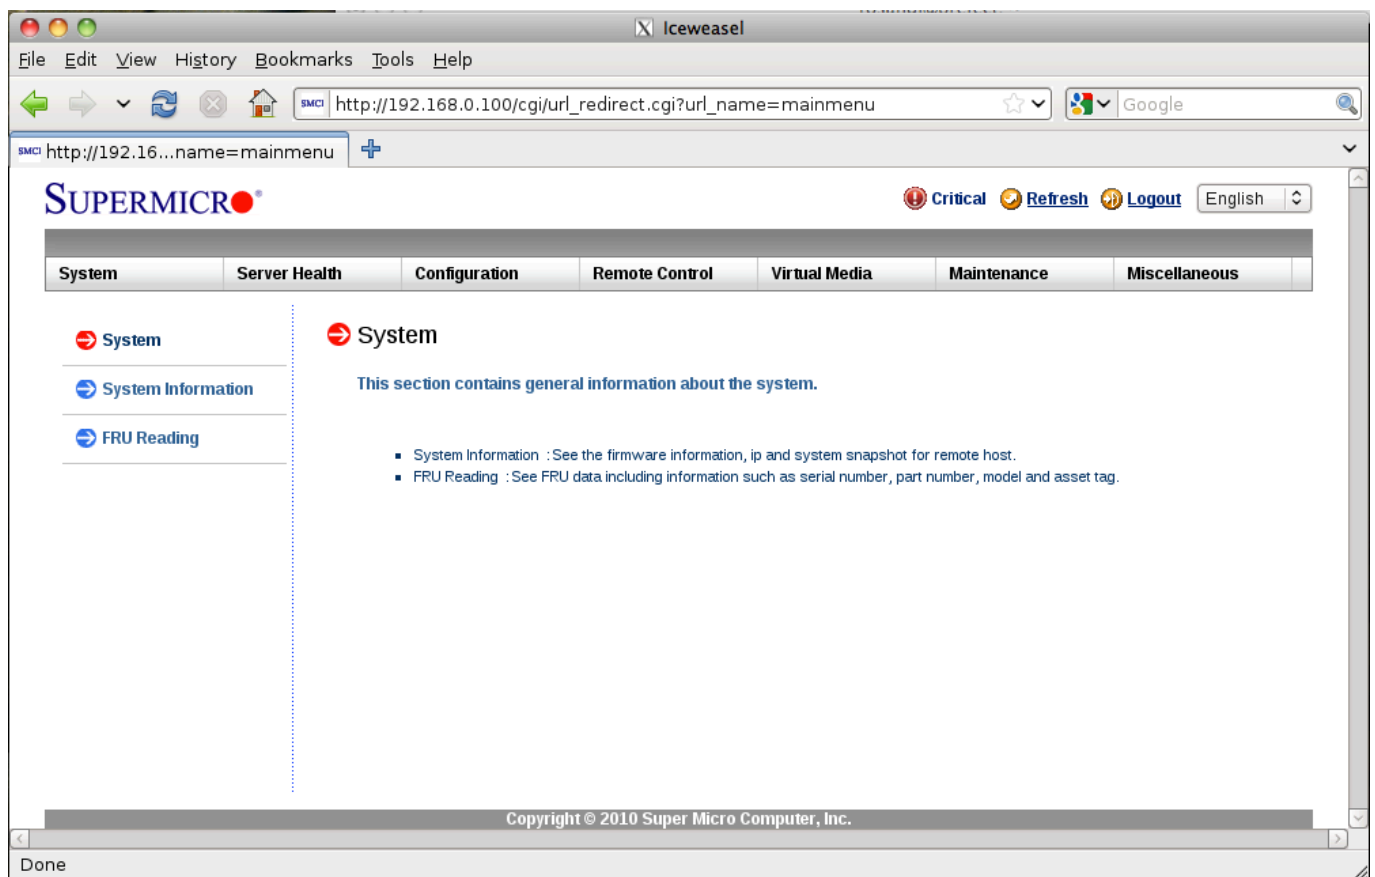 Iceweasel
File Edit View History Bookmarks Tools Help
SMCI http://192.168.0.100/cgi/url_redirect.cgi?url_name=mainmenu Google
SMCI http://192.16...name=mainmenu
SUPERMICRO
Critical Refresh Logout English
System Server Health Configuration Remote Control Virtual Media Maintenance Miscellaneous
System
System Information
FRU Reading
System
This section contains general information about the system.
System Information : See the firmware information, ip and system snapshot for remote host.
FRU Reading : See FRU data including information such as serial number, part number, model and asset tag.
Copyright © 2010 Super Micro Computer, Inc.
Done